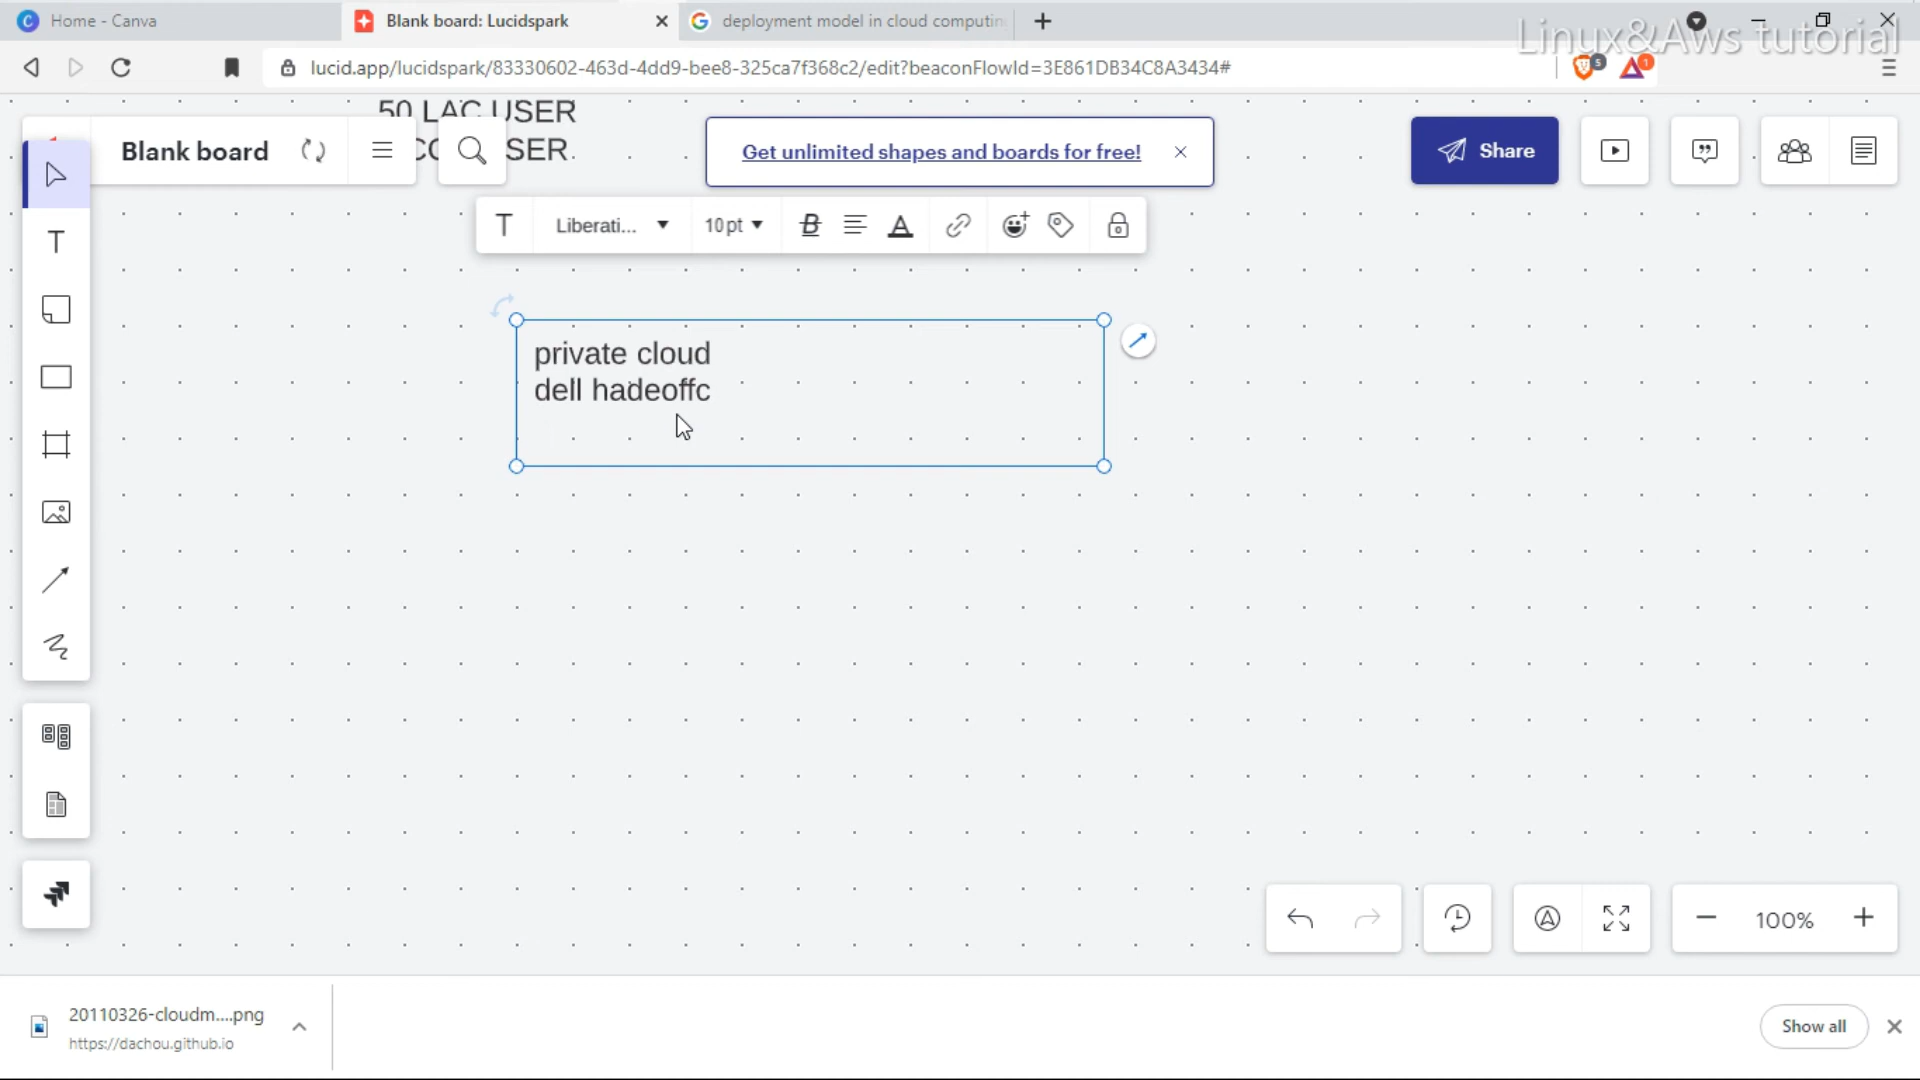 Home - Canva
Blank board: Lucidspark
deployment model in cloud computin
Linux&Aws tutorial
lucid.app/lucidspark/83330602-463d-4dd9-bee8-325ca7f368c2/edit?beaconFlowId=3E861DB34C8A3434#
5
1
50 LAC USER
SER
Blank board
Get unlimited shapes and boards for free!
Share
T
Liberati...
10pt
B
A
T
private cloud
dell hadeoffc
100%
20110326-cloudm....png
https://dachou.github.io
Show all